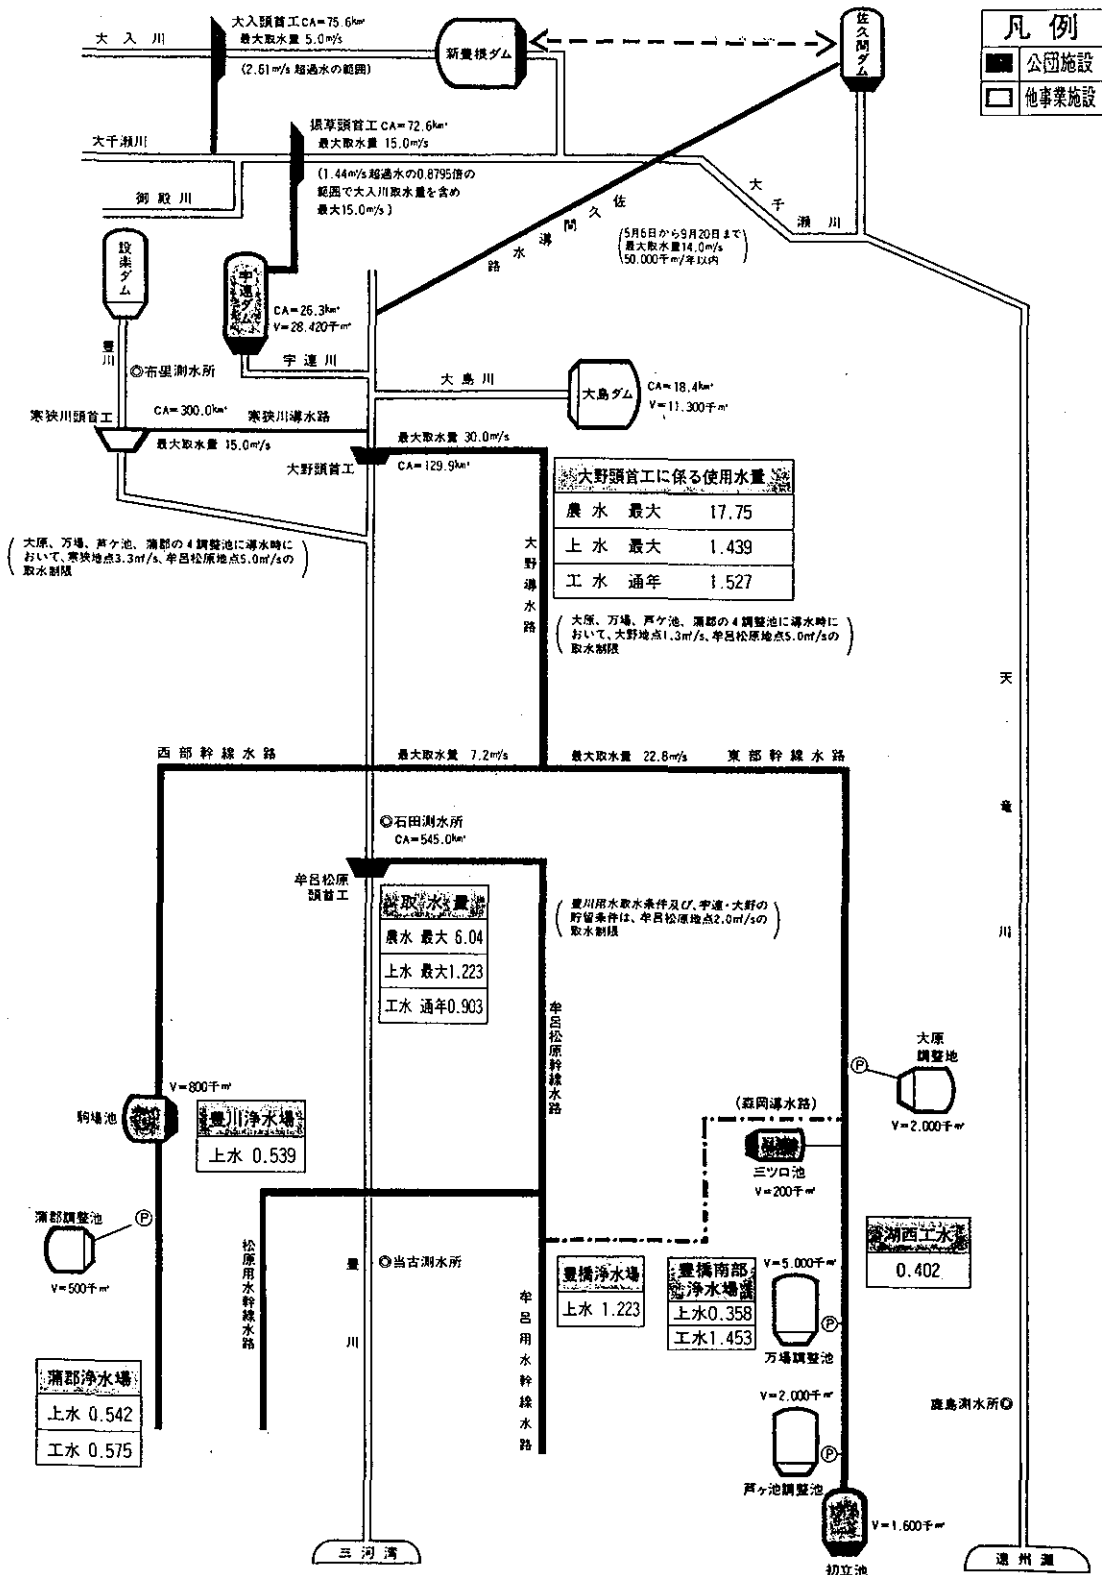 大入頭首工 CA=75.6km²
大入川
最大取水量 5.0㎥/s
(2.61㎥/s 超過水の範囲)
新豊根ダム
佐久間ダム
凡例
公団施設
他事業施設
振草頭首工 CA=72.6km²
大千瀬川
最大取水量 15.0㎥/s
(1.44㎥/s 超過水の0.8795倍の
範囲で大入川取水量を含め
最大15.0㎥/s)
御殿川
大千瀬川
佐久間導水路
(5月6日から9月20日まで
最大取水量14.0㎥/s
50.000千㎥/年以内)
設楽ダム
宇連ダム
CA=26.3km²
V=28.420千㎥
豊川
◎布里測水所
宇連川
大島川
大島ダム
CA=18.4km²
V=11.300千㎥
寒狭川頭首工
CA=300.0km²
寒狭川導水路
最大取水量 15.0㎥/s
最大取水量 30.0㎥/s
大野頭首工
CA=129.9km²
大野頭首工に係る使用水量
農水 最大 17.75
上水 最大 1.439
工水 通年 1.527
(大原、万場、芦ケ池、蒲郡の4調整池に導水時に
おいて、寒狭地点3.3㎥/s、牟呂松原地点5.0㎥/sの
取水制限)
大野導水路
(大原、万場、芦ケ池、蒲郡の4調整池に導水時に
おいて、大野地点1.3㎥/s、牟呂松原地点5.0㎥/sの
取水制限)
天竜川
西部幹線水路
最大取水量 7.2㎥/s
最大取水量 22.8㎥/s
東部幹線水路
◎石田測水所
CA=545.0km²
牟呂松原
頭首工
取水量
農水 最大 6.04
上水 最大1.223
工水 通年0.903
(豊川用水取水条件及び、宇連・大野の
貯留条件は、牟呂松原地点2.0㎥/sの
取水制限)
牟呂松原幹線水路
大原
調整地
P
V=2.000千㎥
V=800千㎥
駒場池
豊川浄水場
上水 0.539
(森岡導水路)
三ツ口池
V=200千㎥
蒲郡調整池
P
V=500千㎥
松原用水幹線水路
豊川
◎当古測水所
牟呂用水幹線水路
豊橋浄水場
上水 1.223
豊橋南部
浄水場
上水0.358
工水1.453
V=5.000千㎥
P
万場調整池
湖西工水
0.402
蒲郡浄水場
上水 0.542
工水 0.575
V=2.000千㎥
P
芦ヶ池調整池
鹿島測水所◎
V=1.600千㎥
初立池
三河湾
遠州灘